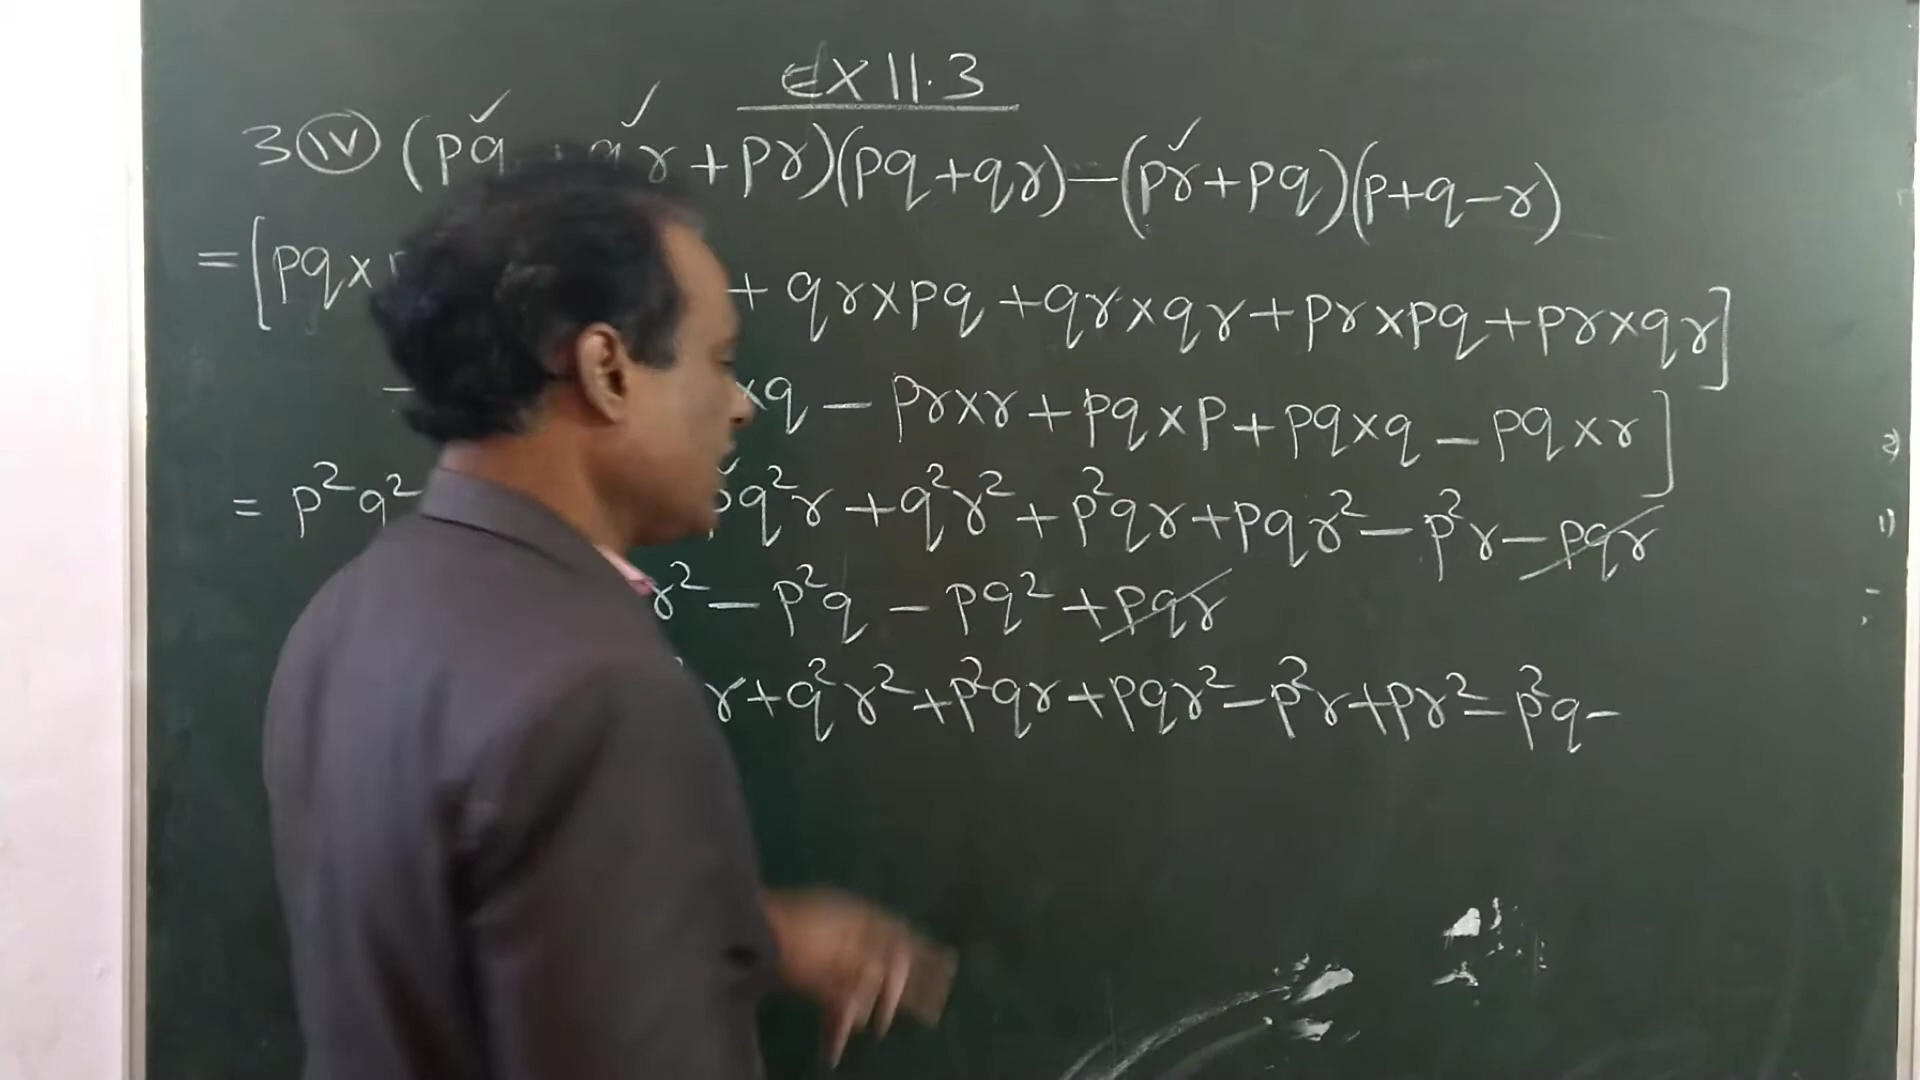 EX 11.3
3 (IV) (pq + qr + pr)(pq + qr) - (pr + pq)(p + q - r)
= [pq × + qr × pq + qr × qr + pr × pq + pr × qr]
- × q - pr × r + pq × p + pq × q - pq × r]
= p²q² pq²r + q²r² + p²qr + pqr² - p²r - pqr
r² - p²q - pq² + pqr
r + q²r² + p²qr + pqr² - p²r + pr² - p²q -